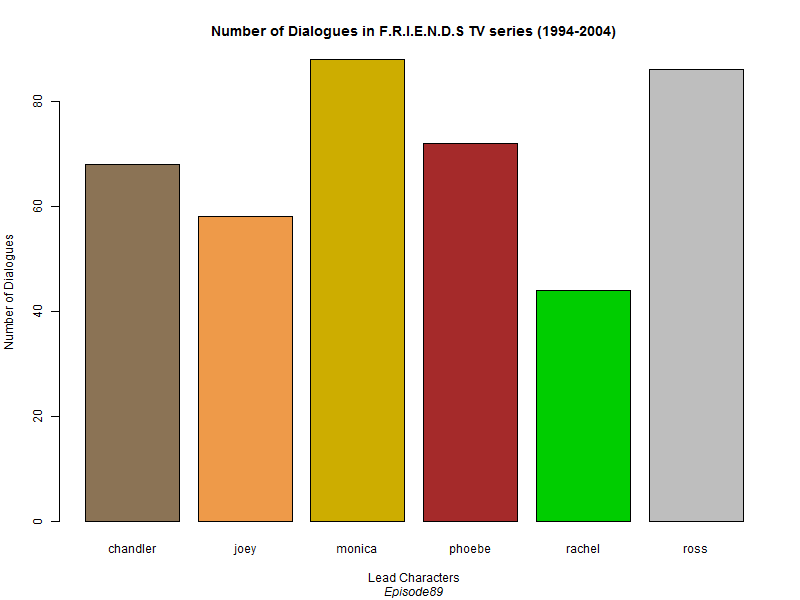 Number of Dialogues in F.R.I.E.N.D.S TV series (1994-2004)
Number of Dialogues
80
60
40
20
0
chandler joey monica phoebe rachel ross
Lead Characters
Episode89